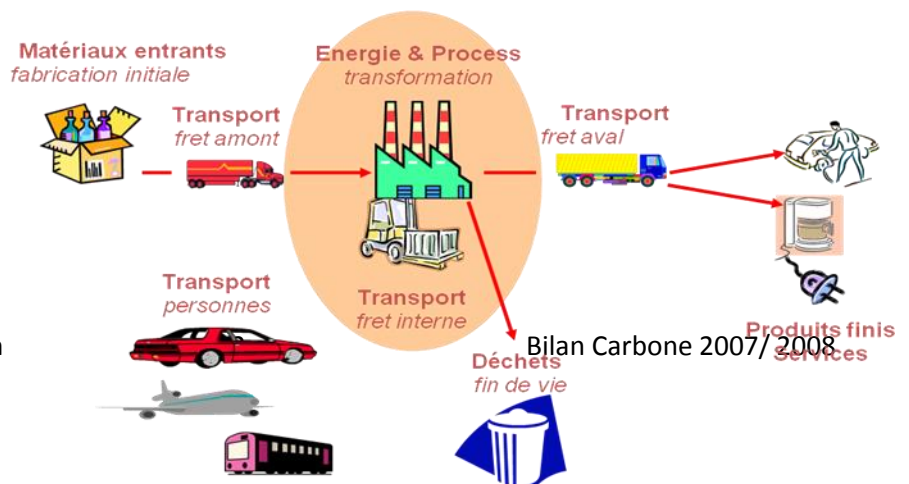 Matériaux entrants
fabrication initiale
Energie & Process
transformation
Transport
fret amont
Transport
fret aval
Transport
personnes
Transport
fret interne
Bilan Carbone 2007/ 2008
Produits finis
Services
Déchets
fin de vie